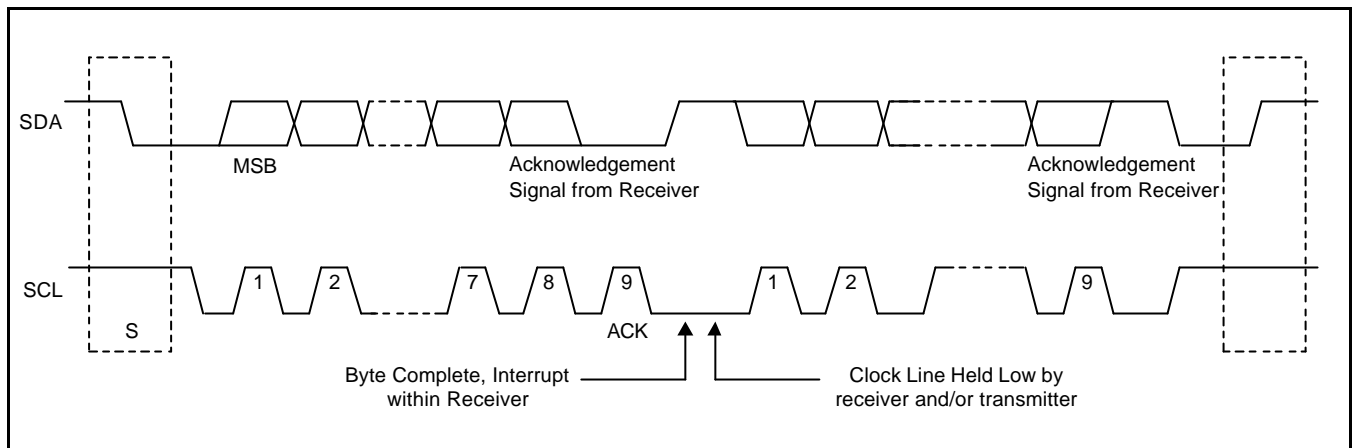 SDA
MSB
Acknowledgement
Signal from Receiver
Acknowledgement
Signal from Receiver
SCL
1
2
7
8
9
1
2
9
S
ACK
Byte Complete, Interrupt
within Receiver
Clock Line Held Low by
receiver and/or transmitter